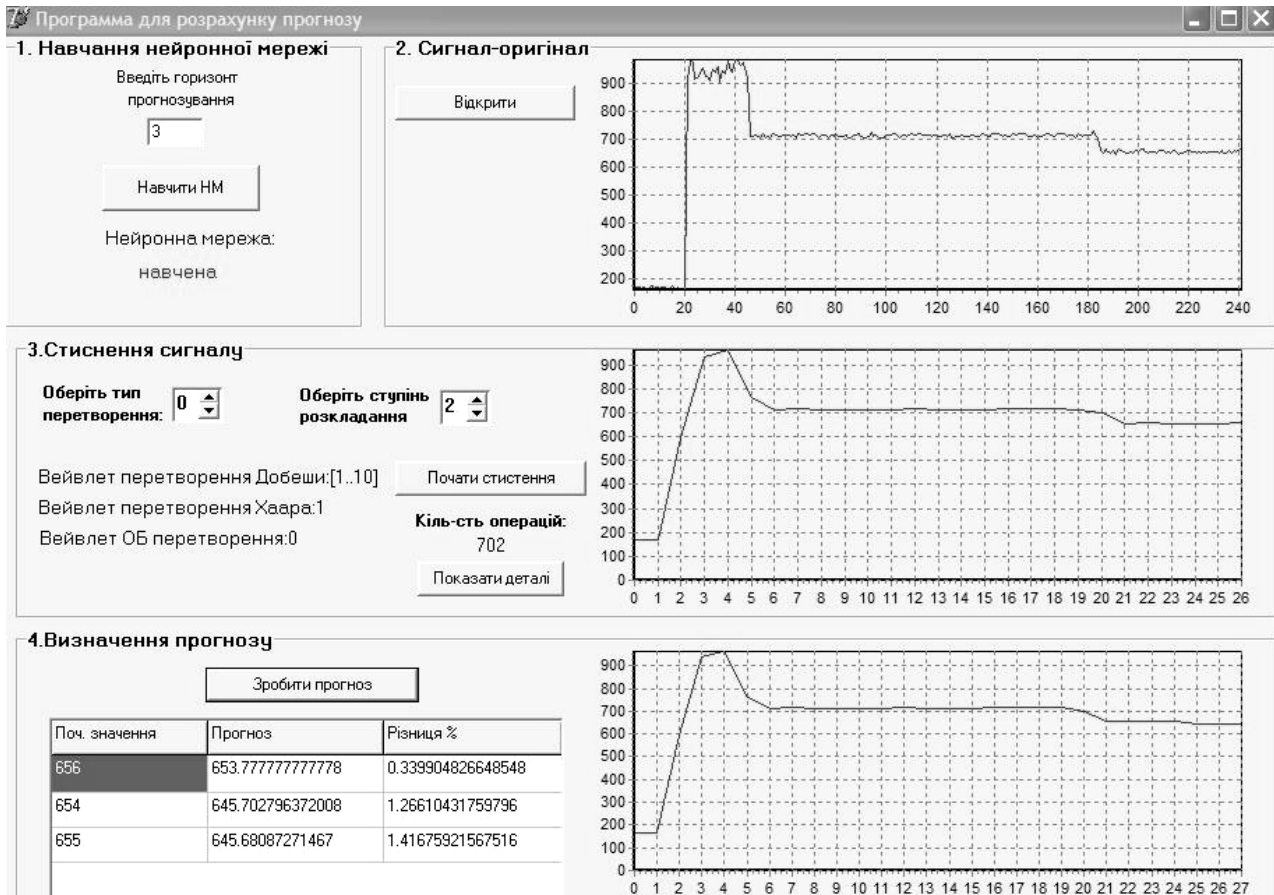 Программа для розрахунку прогнозу
1. Навчання нейронної мережі
Введіть горизонт
прогнозування
3
Навчити НМ
Нейронна мережа:
навчена
2. Сигнал-оригінал
Відкрити
900
800
700
600
500
400
300
200
0 20 40 60 80 100 120 140 160 180 200 220 240
3.Стиснення сигналу
Оберіть тип
перетворення:
0
Оберіть ступінь
розкладання
2
Вейвлет перетворення Добеши:[1..10]
Вейвлет перетворення Хаара:1
Вейвлет ОБ перетворення:0
Почати стистення
Кіль-сть операцій:
702
Показати деталі
900
800
700
600
500
400
300
200
100
0
0 1 2 3 4 5 6 7 8 9 10 11 12 13 14 15 16 17 18 19 20 21 22 23 24 25 26
4.Визначення прогнозу
Зробити прогноз
Поч. значення Прогноз Різниця %
656 653.777777777778 0.339904826648548
654 645.702796372008 1.26610431759796
655 645.68087271467 1.41675921567516
900
800
700
600
500
400
300
200
100
0
0 1 2 3 4 5 6 7 8 9 10 11 12 13 14 15 16 17 18 19 20 21 22 23 24 25 26 27